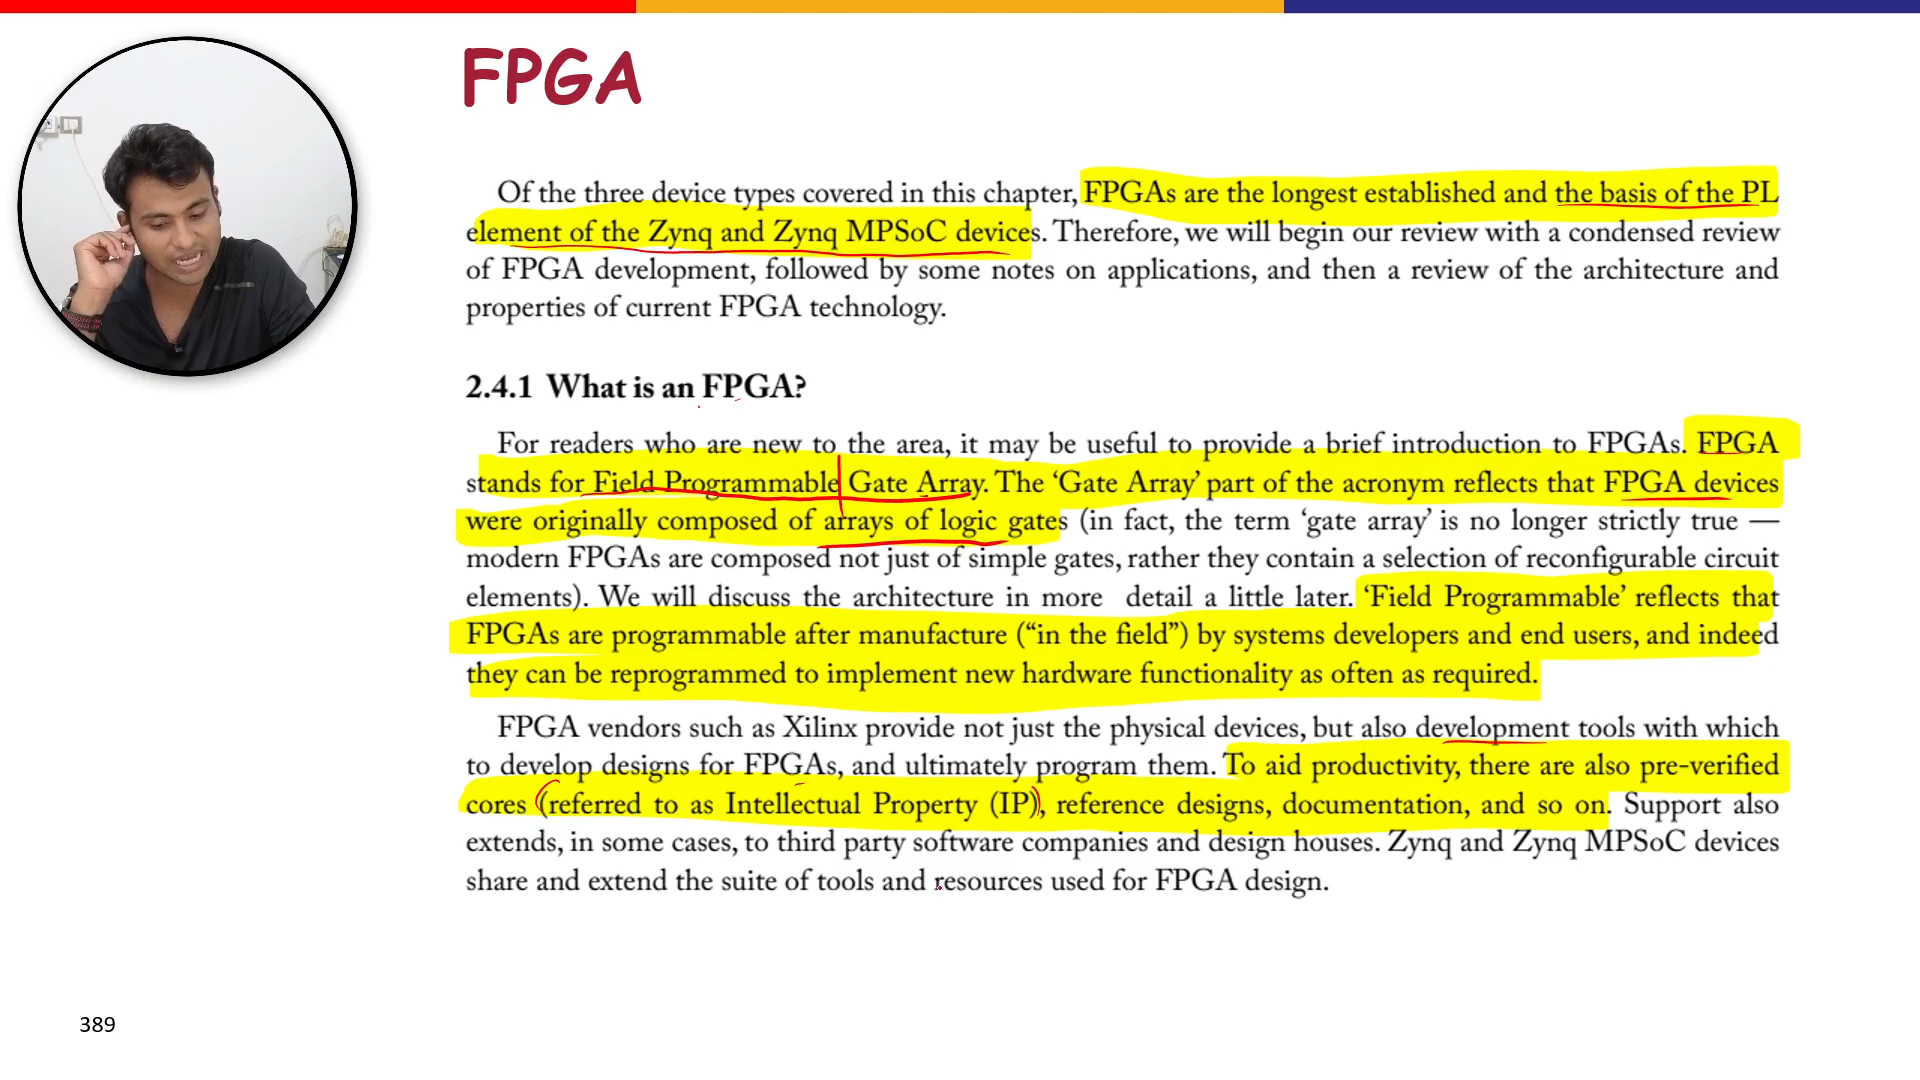 FPGA
Of the three device types covered in this chapter, FPGAs are the longest established and the basis of the PL
element of the Zynq and Zynq MPSoC devices. Therefore, we will begin our review with a condensed review
of FPGA development, followed by some notes on applications, and then a review of the architecture and
properties of current FPGA technology.
2.4.1 What is an FPGA?
For readers who are new to the area, it may be useful to provide a brief introduction to FPGAs. FPGA
stands for Field Programmable Gate Array. The ‘Gate Array’ part of the acronym reflects that FPGA devices
were originally composed of arrays of logic gates (in fact, the term ‘gate array’ is no longer strictly true —
modern FPGAs are composed not just of simple gates, rather they contain a selection of reconfigurable circuit
elements). We will discuss the architecture in more detail a little later. ‘Field Programmable’ reflects that
FPGAs are programmable after manufacture (“in the field”) by systems developers and end users, and indeed
they can be reprogrammed to implement new hardware functionality as often as required.
FPGA vendors such as Xilinx provide not just the physical devices, but also development tools with which
to develop designs for FPGAs, and ultimately program them. To aid productivity, there are also pre-verified
cores (referred to as Intellectual Property (IP), reference designs, documentation, and so on. Support also
extends, in some cases, to third party software companies and design houses. Zynq and Zynq MPSoC devices
share and extend the suite of tools and resources used for FPGA design.
389